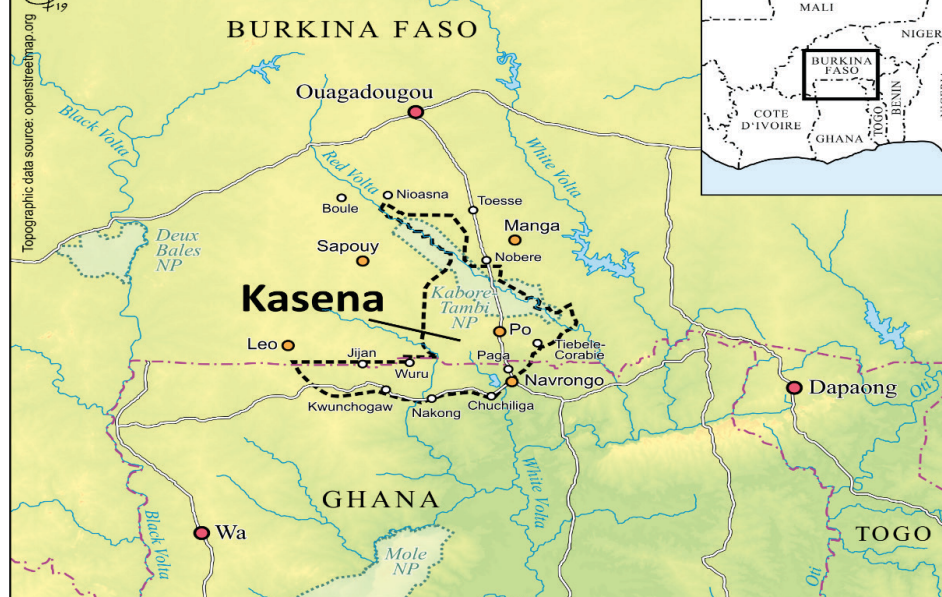 19
Topographic data source: openstreetmap.org
BURKINA FASO
Ouagadougou
Black Volta
Red Volta
White Volta
Nioasna
Boule
Toesse
Manga
Sapouy
Nobere
Deux
Bales
NP
Kasena
Kabore-
Tambi
NP
Po
Tiebele-
Corabie
Leo
Jijan
Wuru
Paga
Navrongo
Kwunchogaw
Nakong
Chuchiliga
Dapaong
Oti
GHANA
White Volta
Black Volta
Wa
Mole
NP
TOGO
Oti
MALI
NIGER
BURKINA
FASO
COTE
D'IVOIRE
GHANA
TOGO
BENIN